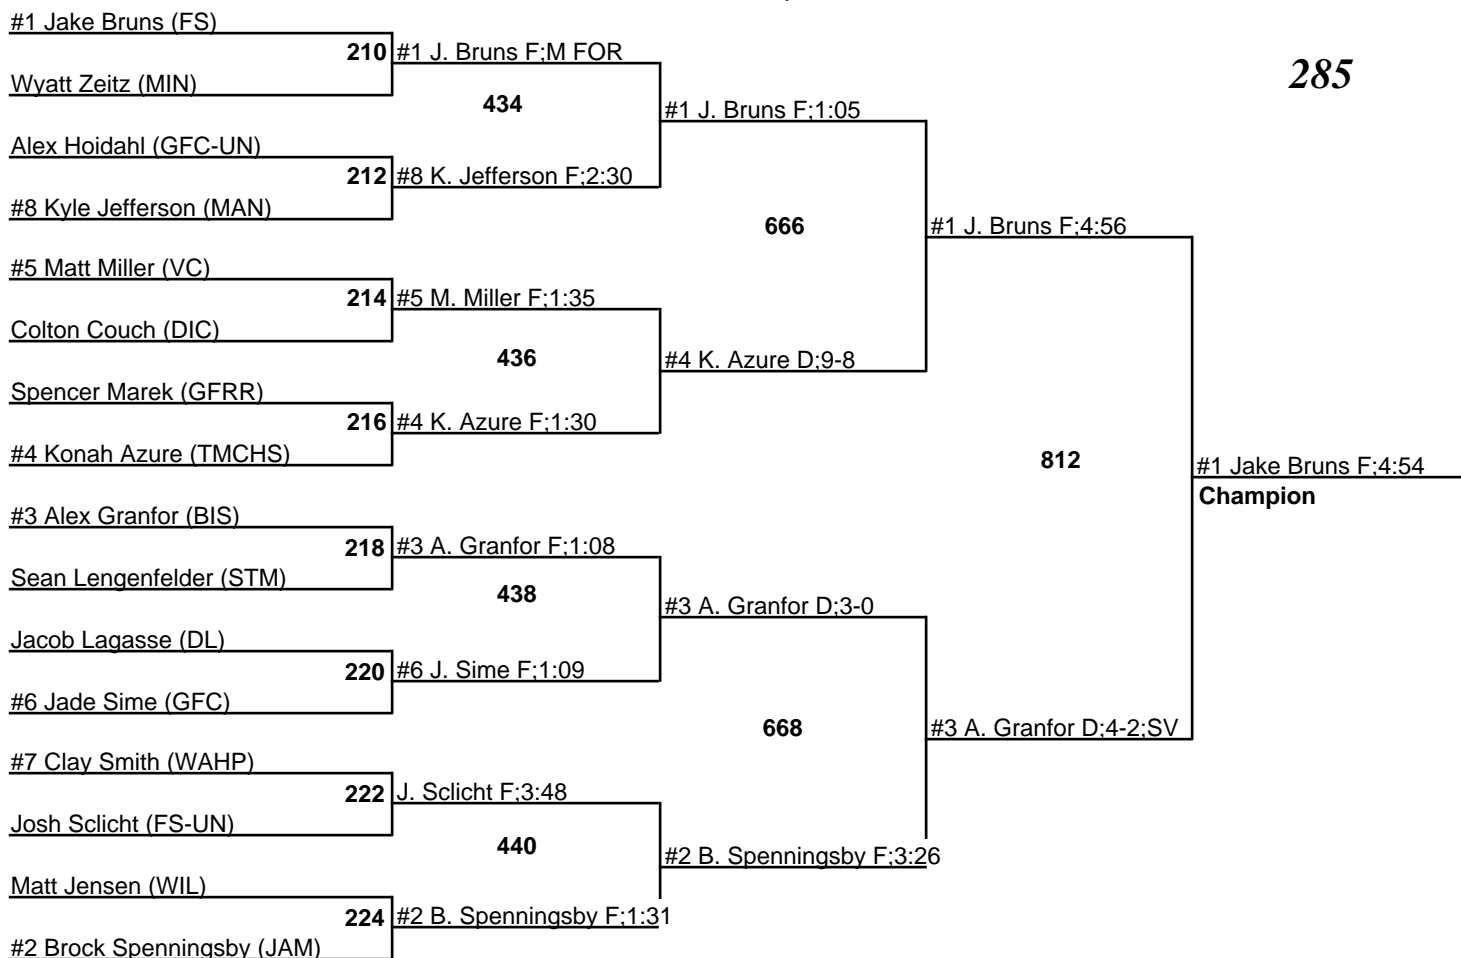 #1 Jake Bruns (FS)
210 #1 J. Bruns F;M FOR
285
Wyatt Zeitz (MIN)
434
#1 J. Bruns F;1:05
Alex Hoidahl (GFC-UN)
212 #8 K. Jefferson F;2:30
#8 Kyle Jefferson (MAN)
666
#1 J. Bruns F;4:56
#5 Matt Miller (VC)
214 #5 M. Miller F;1:35
Colton Couch (DIC)
436
#4 K. Azure D;9-8
Spencer Marek (GFRR)
216 #4 K. Azure F;1:30
#4 Konah Azure (TMCHS)
812
#1 Jake Bruns F;4:54
Champion
#3 Alex Granfor (BIS)
218 #3 A. Granfor F;1:08
Sean Lengenfelder (STM)
438
#3 A. Granfor D;3-0
Jacob Lagasse (DL)
220 #6 J. Sime F;1:09
#6 Jade Sime (GFC)
668
#3 A. Granfor D;4-2;SV
#7 Clay Smith (WAHP)
222 J. Sclicht F;3:48
Josh Sclicht (FS-UN)
440
#2 B. Spenningsby F;3:26
Matt Jensen (WIL)
224 #2 B. Spenningsby F;1:31
#2 Brock Spenningsby (JAM)